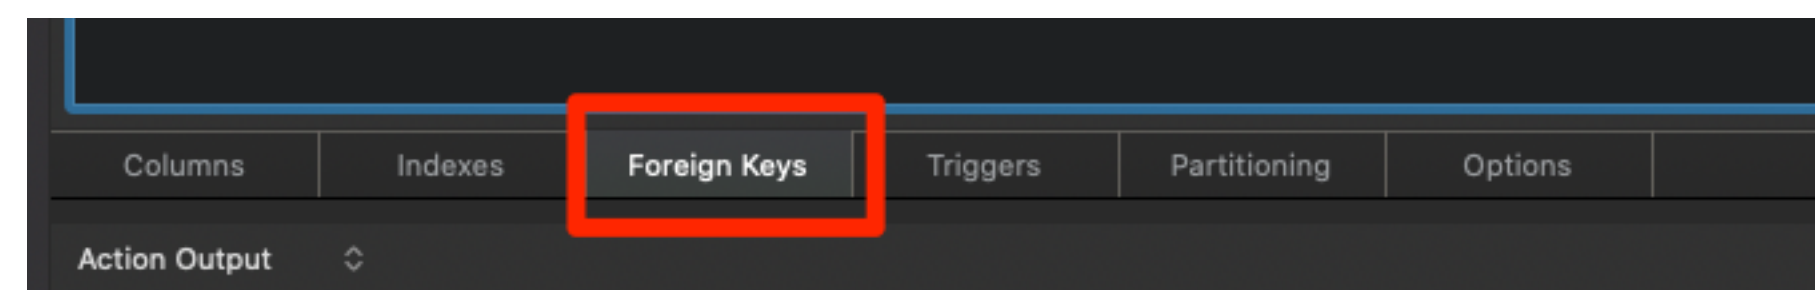 Columns Indexes Foreign Keys Triggers Partitioning Options
Action Output